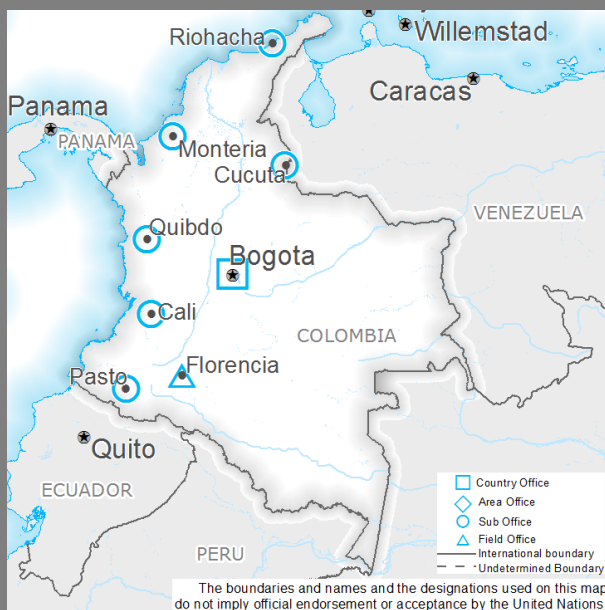 Willemstad
Riohacha
Caracas
Panama
PANAMA
Monteria
Cucuta
VENEZUELA
Quibdo
Bogota
Cali
COLOMBIA
Florencia
Pasto
Quito
ECUADOR
PERU
Country Office
Area Office
Sub Office
Field Office
International boundary
Undetermined Boundary
The boundaries and names and the designations used on this map
do not imply official endorsement or acceptance by the United Nations